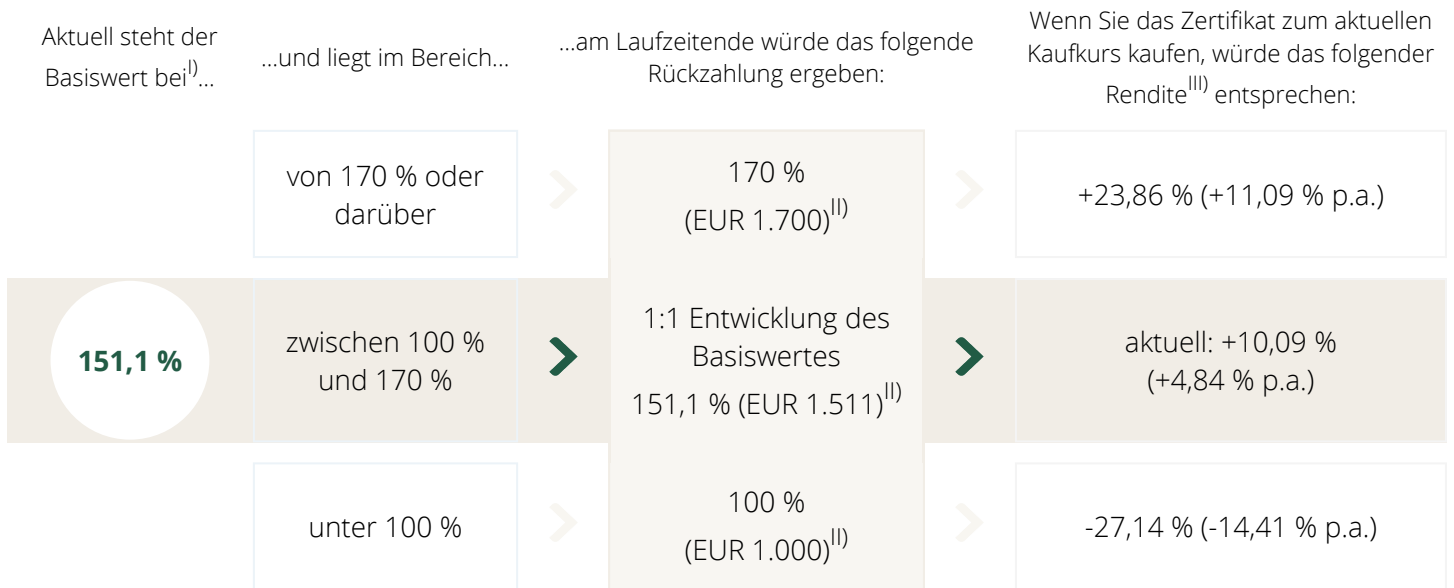 Aktuell steht der
Basiswert bei^I)...
...und liegt im Bereich...
...am Laufzeitende würde das folgende
Rückzahlung ergeben:
Wenn Sie das Zertifikat zum aktuellen
Kaufkurs kaufen, würde das folgender
Rendite^III) entsprechen:
von 170 % oder
darüber
170 %
(EUR 1.700)^II)
+23,86 % (+11,09 % p.a.)
151,1 %
zwischen 100 %
und 170 %
1:1 Entwicklung des
Basiswertes
151,1 % (EUR 1.511)^II)
aktuell: +10,09 %
(+4,84 % p.a.)
unter 100 %
100 %
(EUR 1.000)^II)
-27,14 % (-14,41 % p.a.)